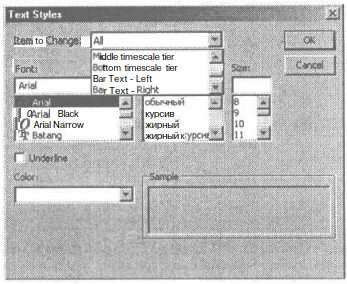 Text Styles
Item to Change: All
OK
Middle timescale tier
Bottom timescale tier
Bar Text - Left
Bar Text - Right
Cancel
Font:
Size:
Arial
Arial
Arial Black
Arial Narrow
Batang
обычный
курсив
жирный
жирный курсив
8
9
10
11
Underline
Color:
Sample